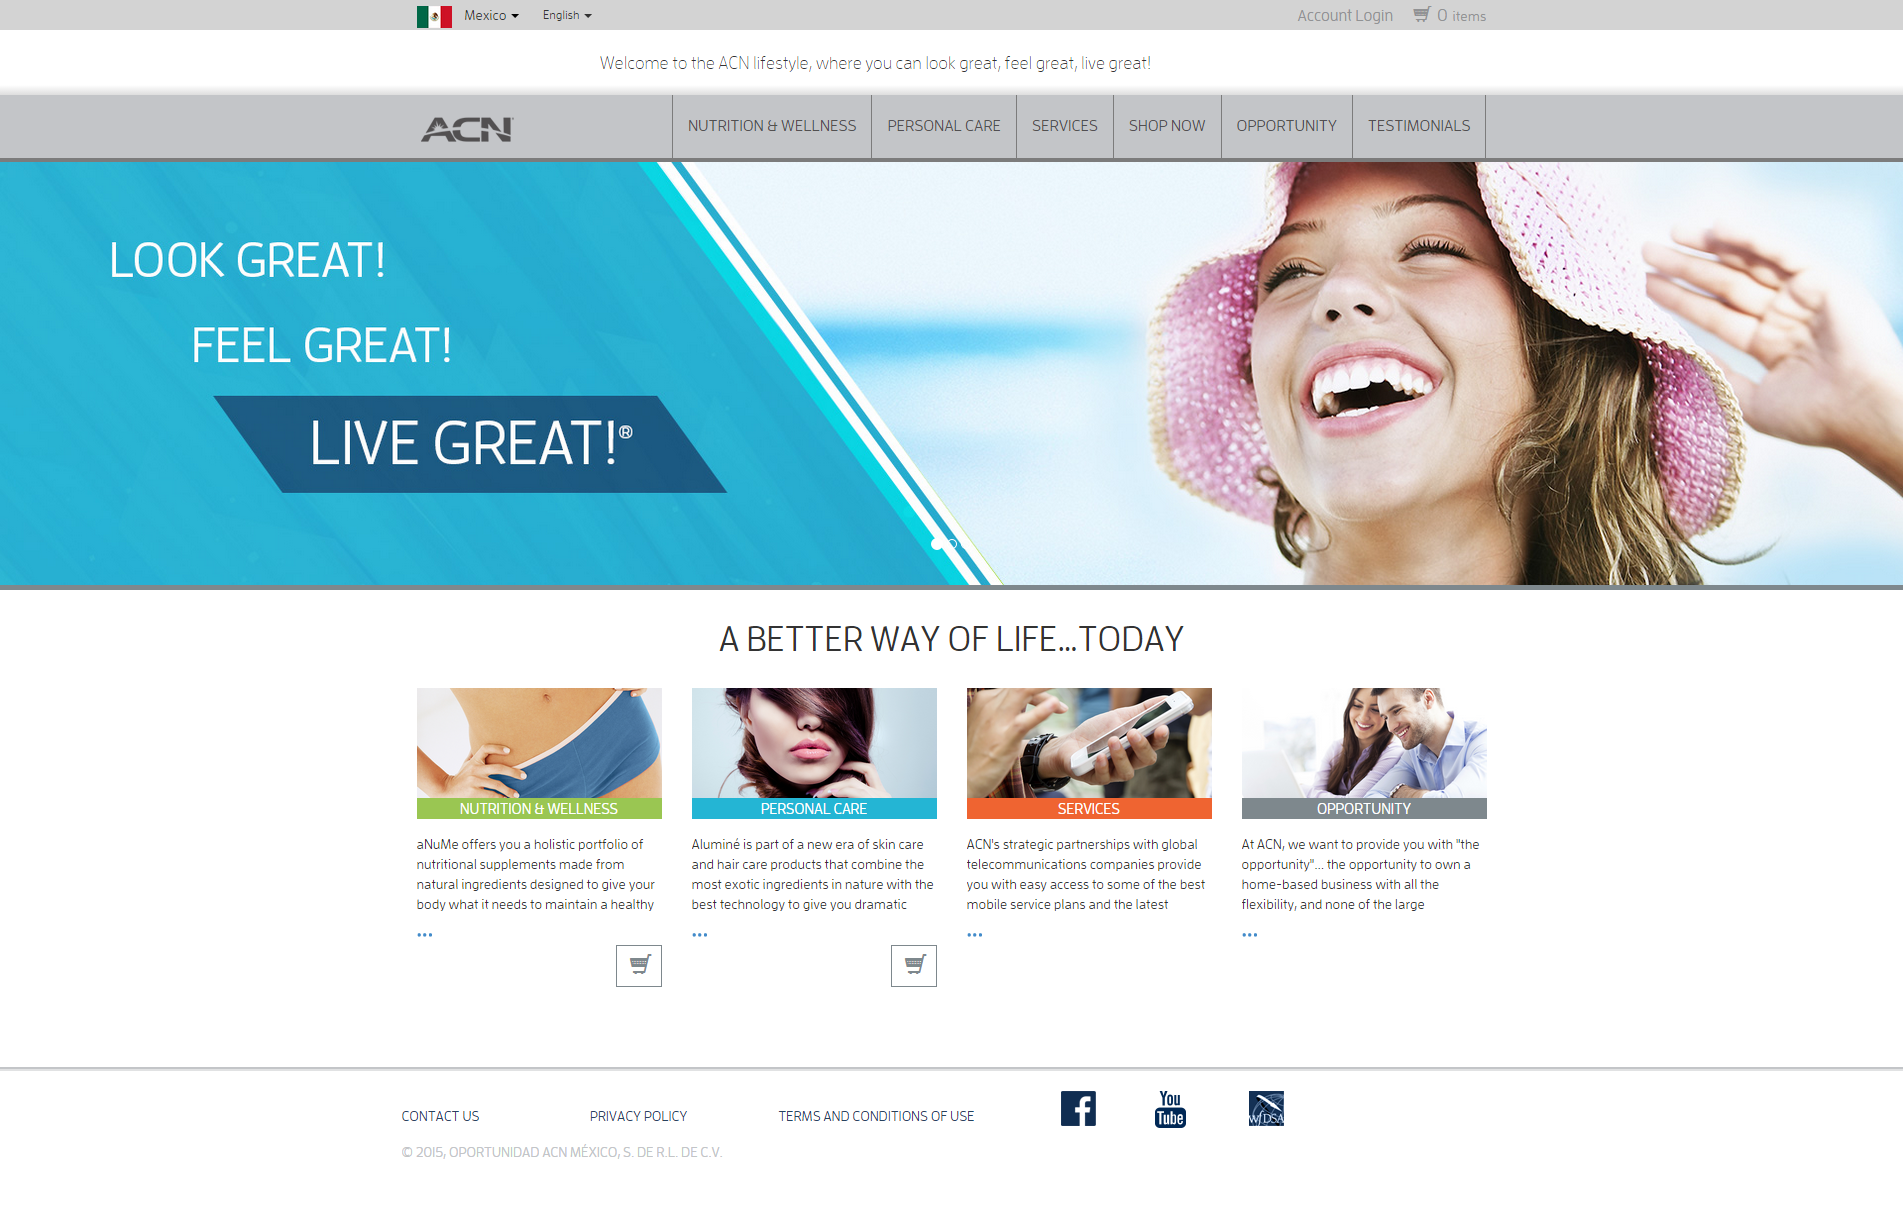 Mexico English Account Login 0 items
Welcome to the ACN lifestyle, where you can look great, feel great, live great!
ACN NUTRITION & WELLNESS PERSONAL CARE SERVICES SHOP NOW OPPORTUNITY TESTIMONIALS
LOOK GREAT!
FEEL GREAT!
LIVE GREAT!®
A BETTER WAY OF LIFE...TODAY
NUTRITION & WELLNESS
aNuMe offers you a holistic portfolio of
nutritional supplements made from
natural ingredients designed to give your
body what it needs to maintain a healthy
...
PERSONAL CARE
Aluminé is part of a new era of skin care
and hair care products that combine the
most exotic ingredients in nature with the
best technology to give you dramatic
...
SERVICES
ACN's strategic partnerships with global
telecommunications companies provide
you with easy access to some of the best
mobile service plans and the latest
...
OPPORTUNITY
At ACN, we want to provide you with "the
opportunity"... the opportunity to own a
home-based business with all the
flexibility, and none of the large
...
CONTACT US PRIVACY POLICY TERMS AND CONDITIONS OF USE
You
Tube
WFDSA
© 2015, OPORTUNIDAD ACN MÉXICO, S. DE R.L. DE C.V.